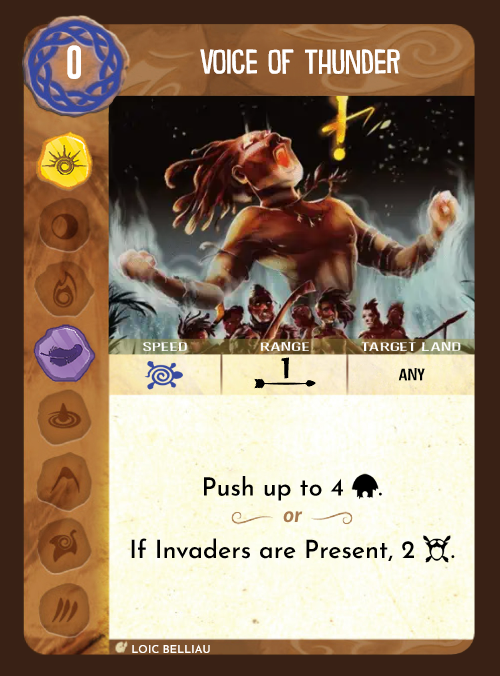 0
VOICE OF THUNDER
SPEED
RANGE
TARGET LAND
1
ANY
Push up to 4 .
or
If Invaders are Present, 2 .
LOIC BELLIAU